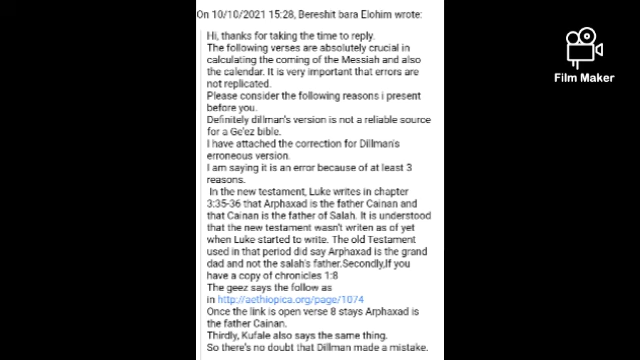 On 10/10/2021 15:28, Bereshit bara Elohim wrote:
Hi, thanks for taking the time to reply.
The following verses are absolutely crucial in
calculating the coming of the Messiah and also
the calendar. It is very important that errors are
not replicated.
Please consider the following reasons i present
before you.
Definitely dillman's version is not a reliable source
for a Ge'ez bible.
I have attached the correction for Dillman's
erroneous version.
I am saying it is an error because of at least 3
reasons.
In the new testament, Luke writes in chapter
3:35-36 that Arphaxad is the father Cainan and
that Cainan is the father of Salah. It is understood
that the new testament wasn't writen as of yet
when Luke started to write. The old Testament
used in that period did say Arphaxad is the grand
dad and not the salah's father.Secondly,If you
have a copy of chronicles 1:8
The geez says the follow as
in http://aethiopica.org/page/1074
Once the link is open verse 8 stays Arphaxad is
the father Cainan.
Thirdly, Kufale also says the same thing.
So there's no doubt that Dillman made a mistake.
Film Maker